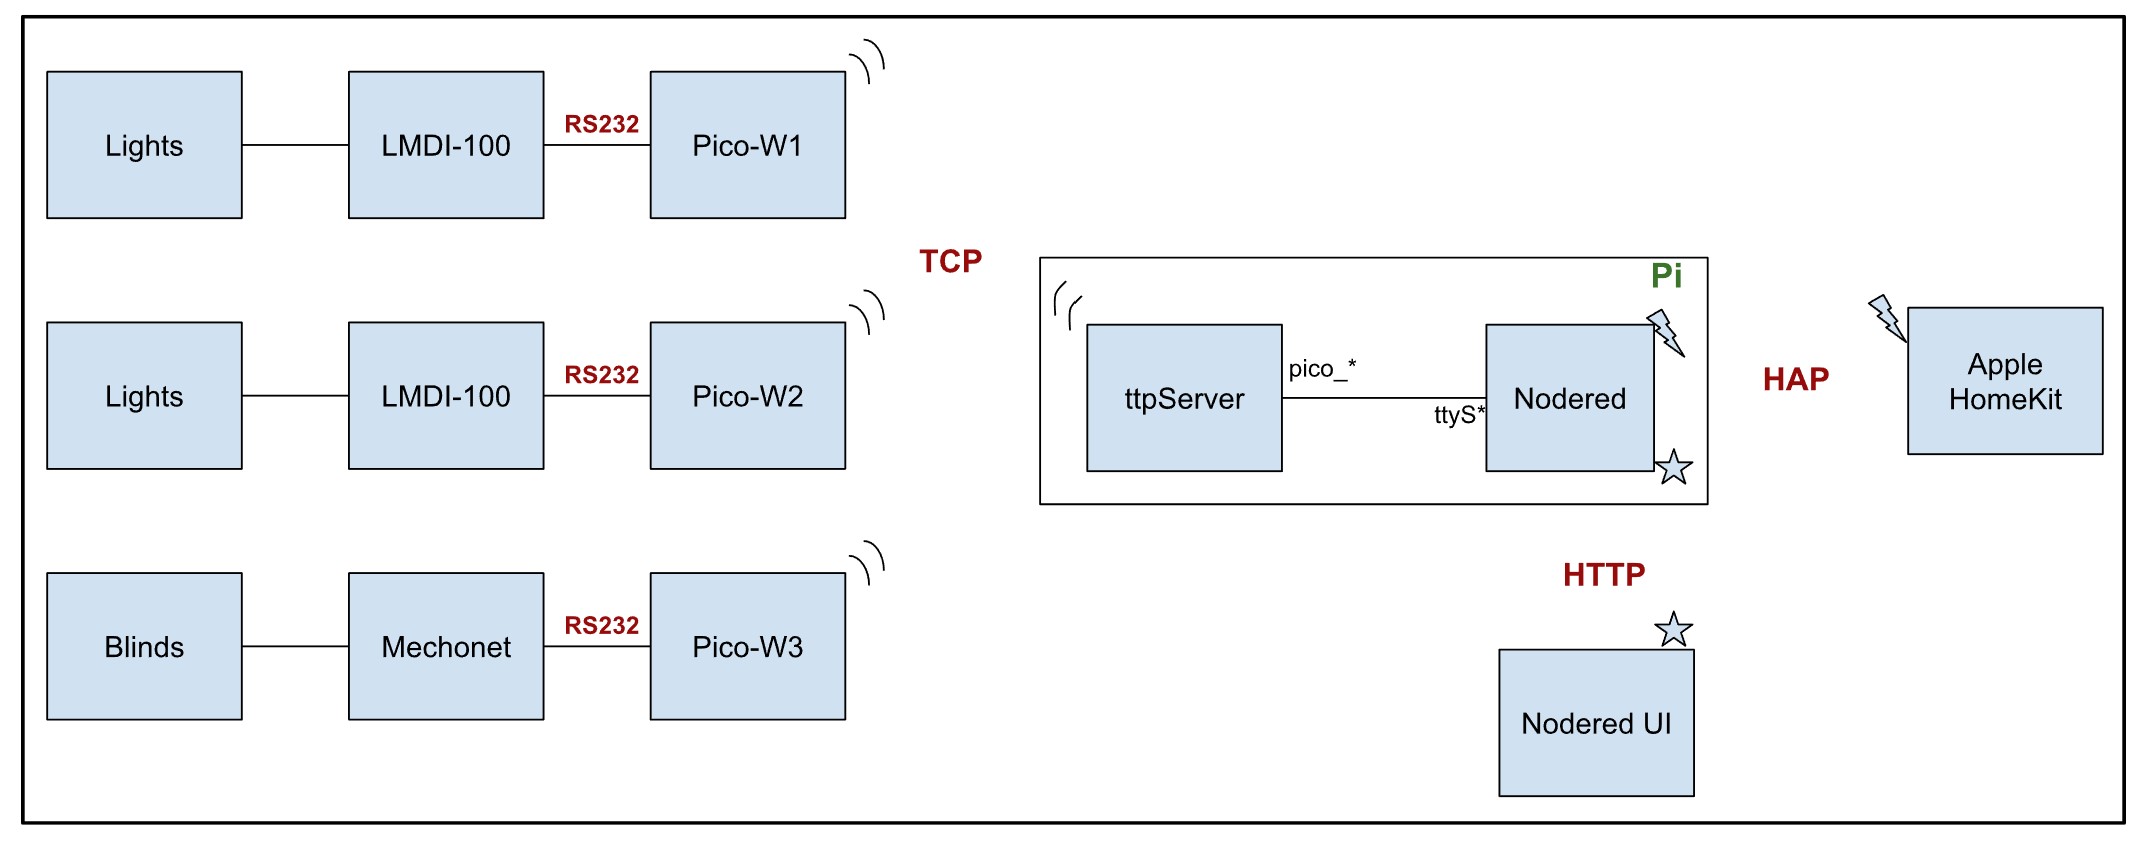 Lights
LMDI-100
RS232
Pico-W1
TCP
Lights
LMDI-100
RS232
Pico-W2
Pi
ttpServer
pico_*
ttyS*
Nodered
HAP
Apple
HomeKit
Blinds
Mechonet
RS232
Pico-W3
HTTP
Nodered UI